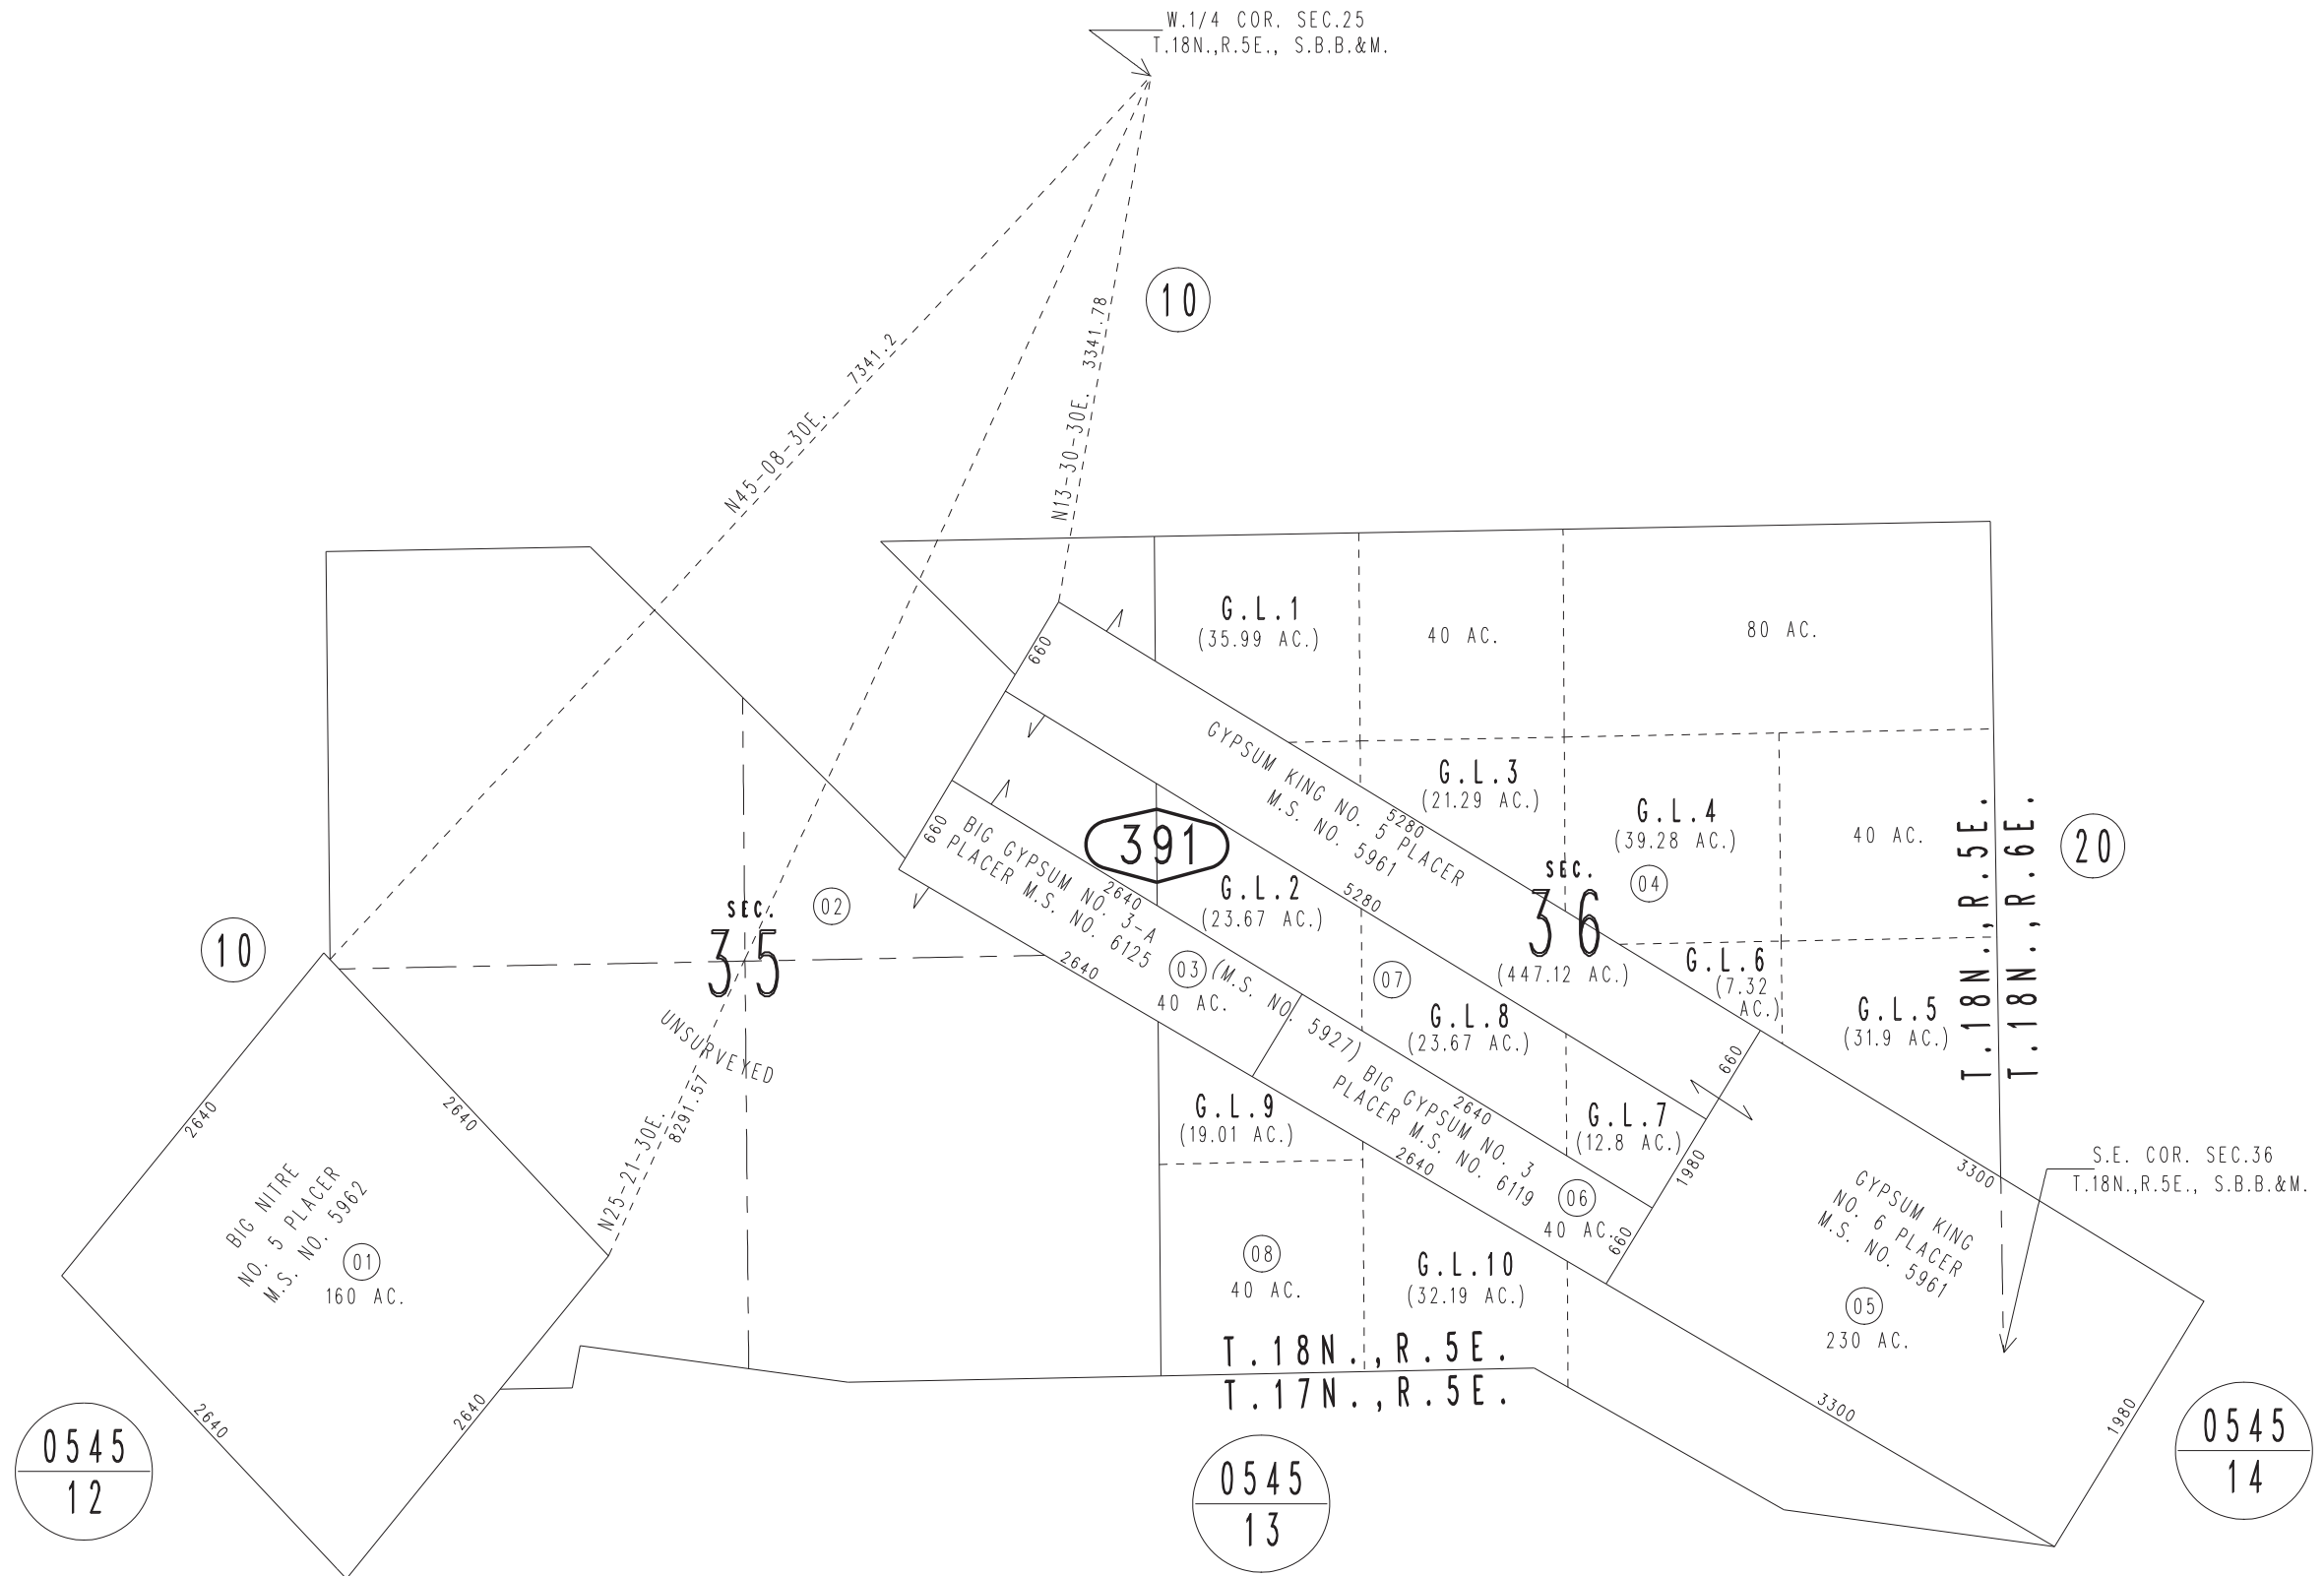 W.1/4 COR. SEC.25
T.18N.,R.5E., S.B.B.&M.
10
N45-08-30E. 7341.2
N13-30-30E. 3341.78
G.L.1
(35.99 AC.)
40 AC.
80 AC.
660
GYPSUM KING NO. 5 PLACER
M.S. NO. 5961
5280
G.L.3
(21.29 AC.)
G.L.4
(39.28 AC.)
04
40 AC.
T.18N.,R.5E.
T.18N.,R.6E.
20
660
BIG GYPSUM NO. 3-A
PLACER M.S. NO. 6125
2640
391
G.L.2
(23.67 AC.)
5280
SEC.
36
(447.12 AC.)
10
SEC.
35
02
UNSURVEYED
2640
03
(M.S. NO. 5927)
40 AC.
07
G.L.8
(23.67 AC.)
G.L.6
(7.32
AC.)
G.L.5
(31.9 AC.)
660
2640
2640
N25-21-30E.
8291.57
G.L.9
(19.01 AC.)
BIG GYPSUM NO. 3
PLACER M.S. NO. 6119
2640
2640
G.L.7
(12.8 AC.)
1980
06
40 AC.
660
3300
S.E. COR. SEC.36
T.18N.,R.5E., S.B.B.&M.
BIG NITRE
NO. 5 PLACER
M.S. NO. 5962
01
160 AC.
08
40 AC.
G.L.10
(32.19 AC.)
GYPSUM KING
NO. 6 PLACER
M.S. NO. 5961
05
230 AC.
T.18N.,R.5E.
T.17N.,R.5E.
2640
2640
3300
1980
0545
12
0545
13
0545
14